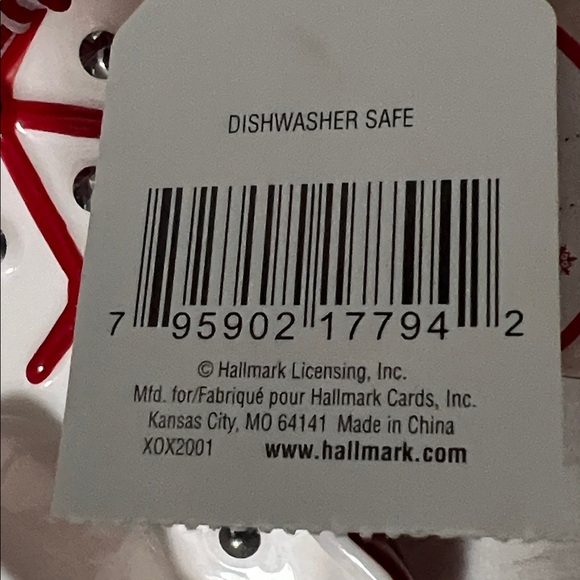 DISHWASHER SAFE
7 95902 17794 2
© Hallmark Licensing, Inc.
Mfd. for/Fabriqué pour Hallmark Cards, Inc.
Kansas City, MO 64141 Made in China
XOX2001 www.hallmark.com